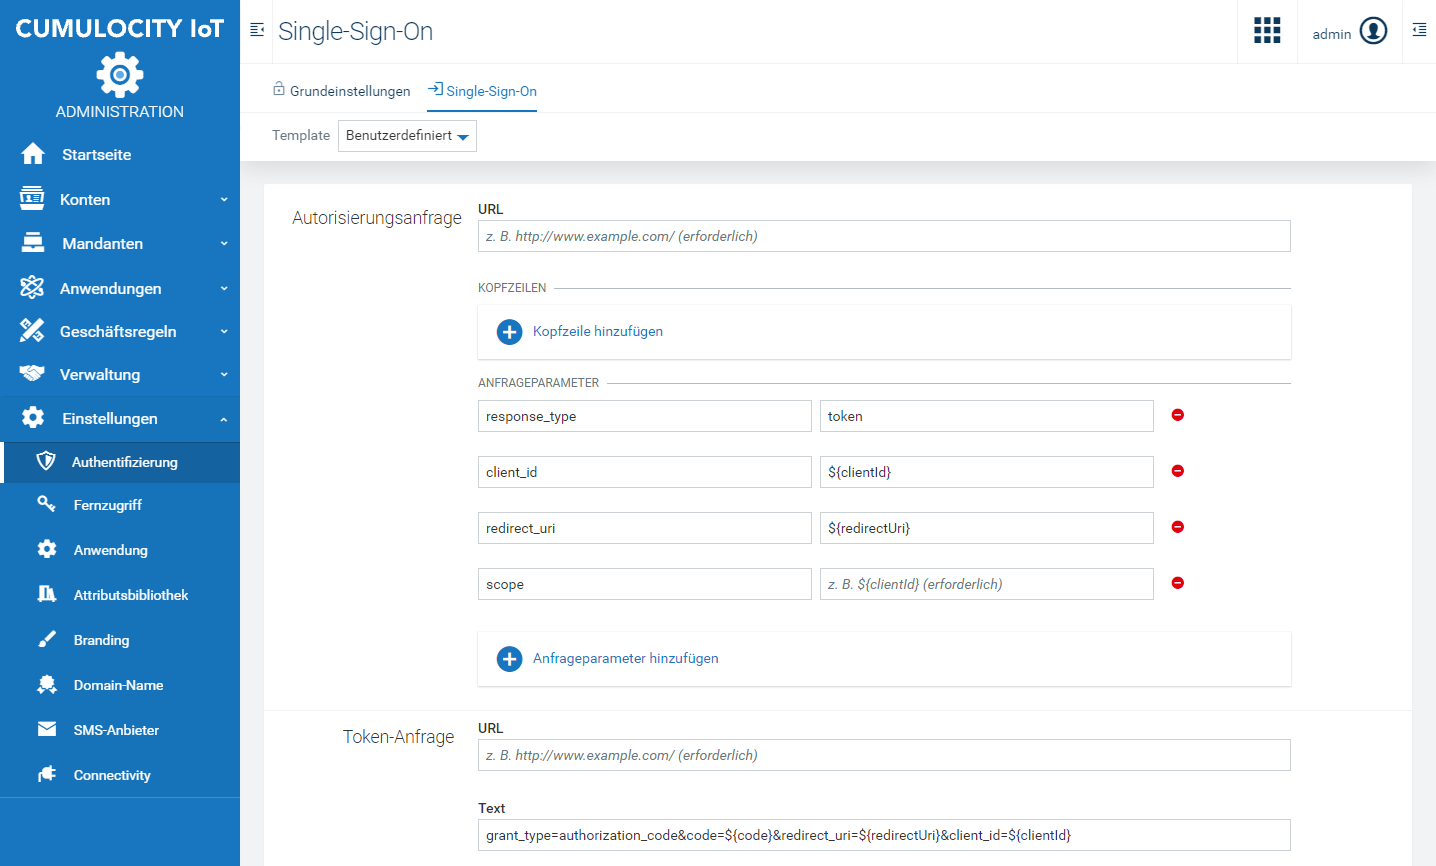 CUMULOCITY IoT
ADMINISTRATION
Startseite
Konten
Mandanten
Anwendungen
Geschäftsregeln
Verwaltung
Einstellungen
Authentifizierung
Fernzugriff
Anwendung
Attributsbibliothek
Branding
Domain-Name
SMS-Anbieter
Connectivity
Single-Sign-On
admin
Grundeinstellungen
Single-Sign-On
Template
Benutzerdefiniert
Autorisierungsanfrage
URL
z. B. http://www.example.com/ (erforderlich)
KOPFZEILEN
Kopfzeile hinzufügen
ANFRAGEPARAMETER
response_type
token
client_id
${clientId}
redirect_uri
${redirectUri}
scope
z. B. ${clientId} (erforderlich)
Anfrageparameter hinzufügen
Token-Anfrage
URL
z. B. http://www.example.com/ (erforderlich)
Text
grant_type=authorization_code&code=${code}&redirect_uri=${redirectUri}&client_id=${clientId}